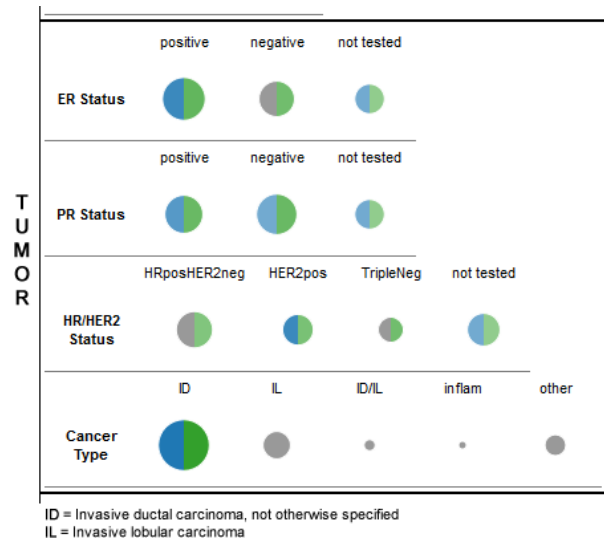 TUMOR
positive negative not tested
ER Status
positive negative not tested
PR Status
HRposHER2neg HER2pos TripleNeg not tested
HR/HER2
Status
ID IL ID/IL inflam other
Cancer
Type
ID = Invasive ductal carcinoma, not otherwise specified
IL = Invasive lobular carcinoma